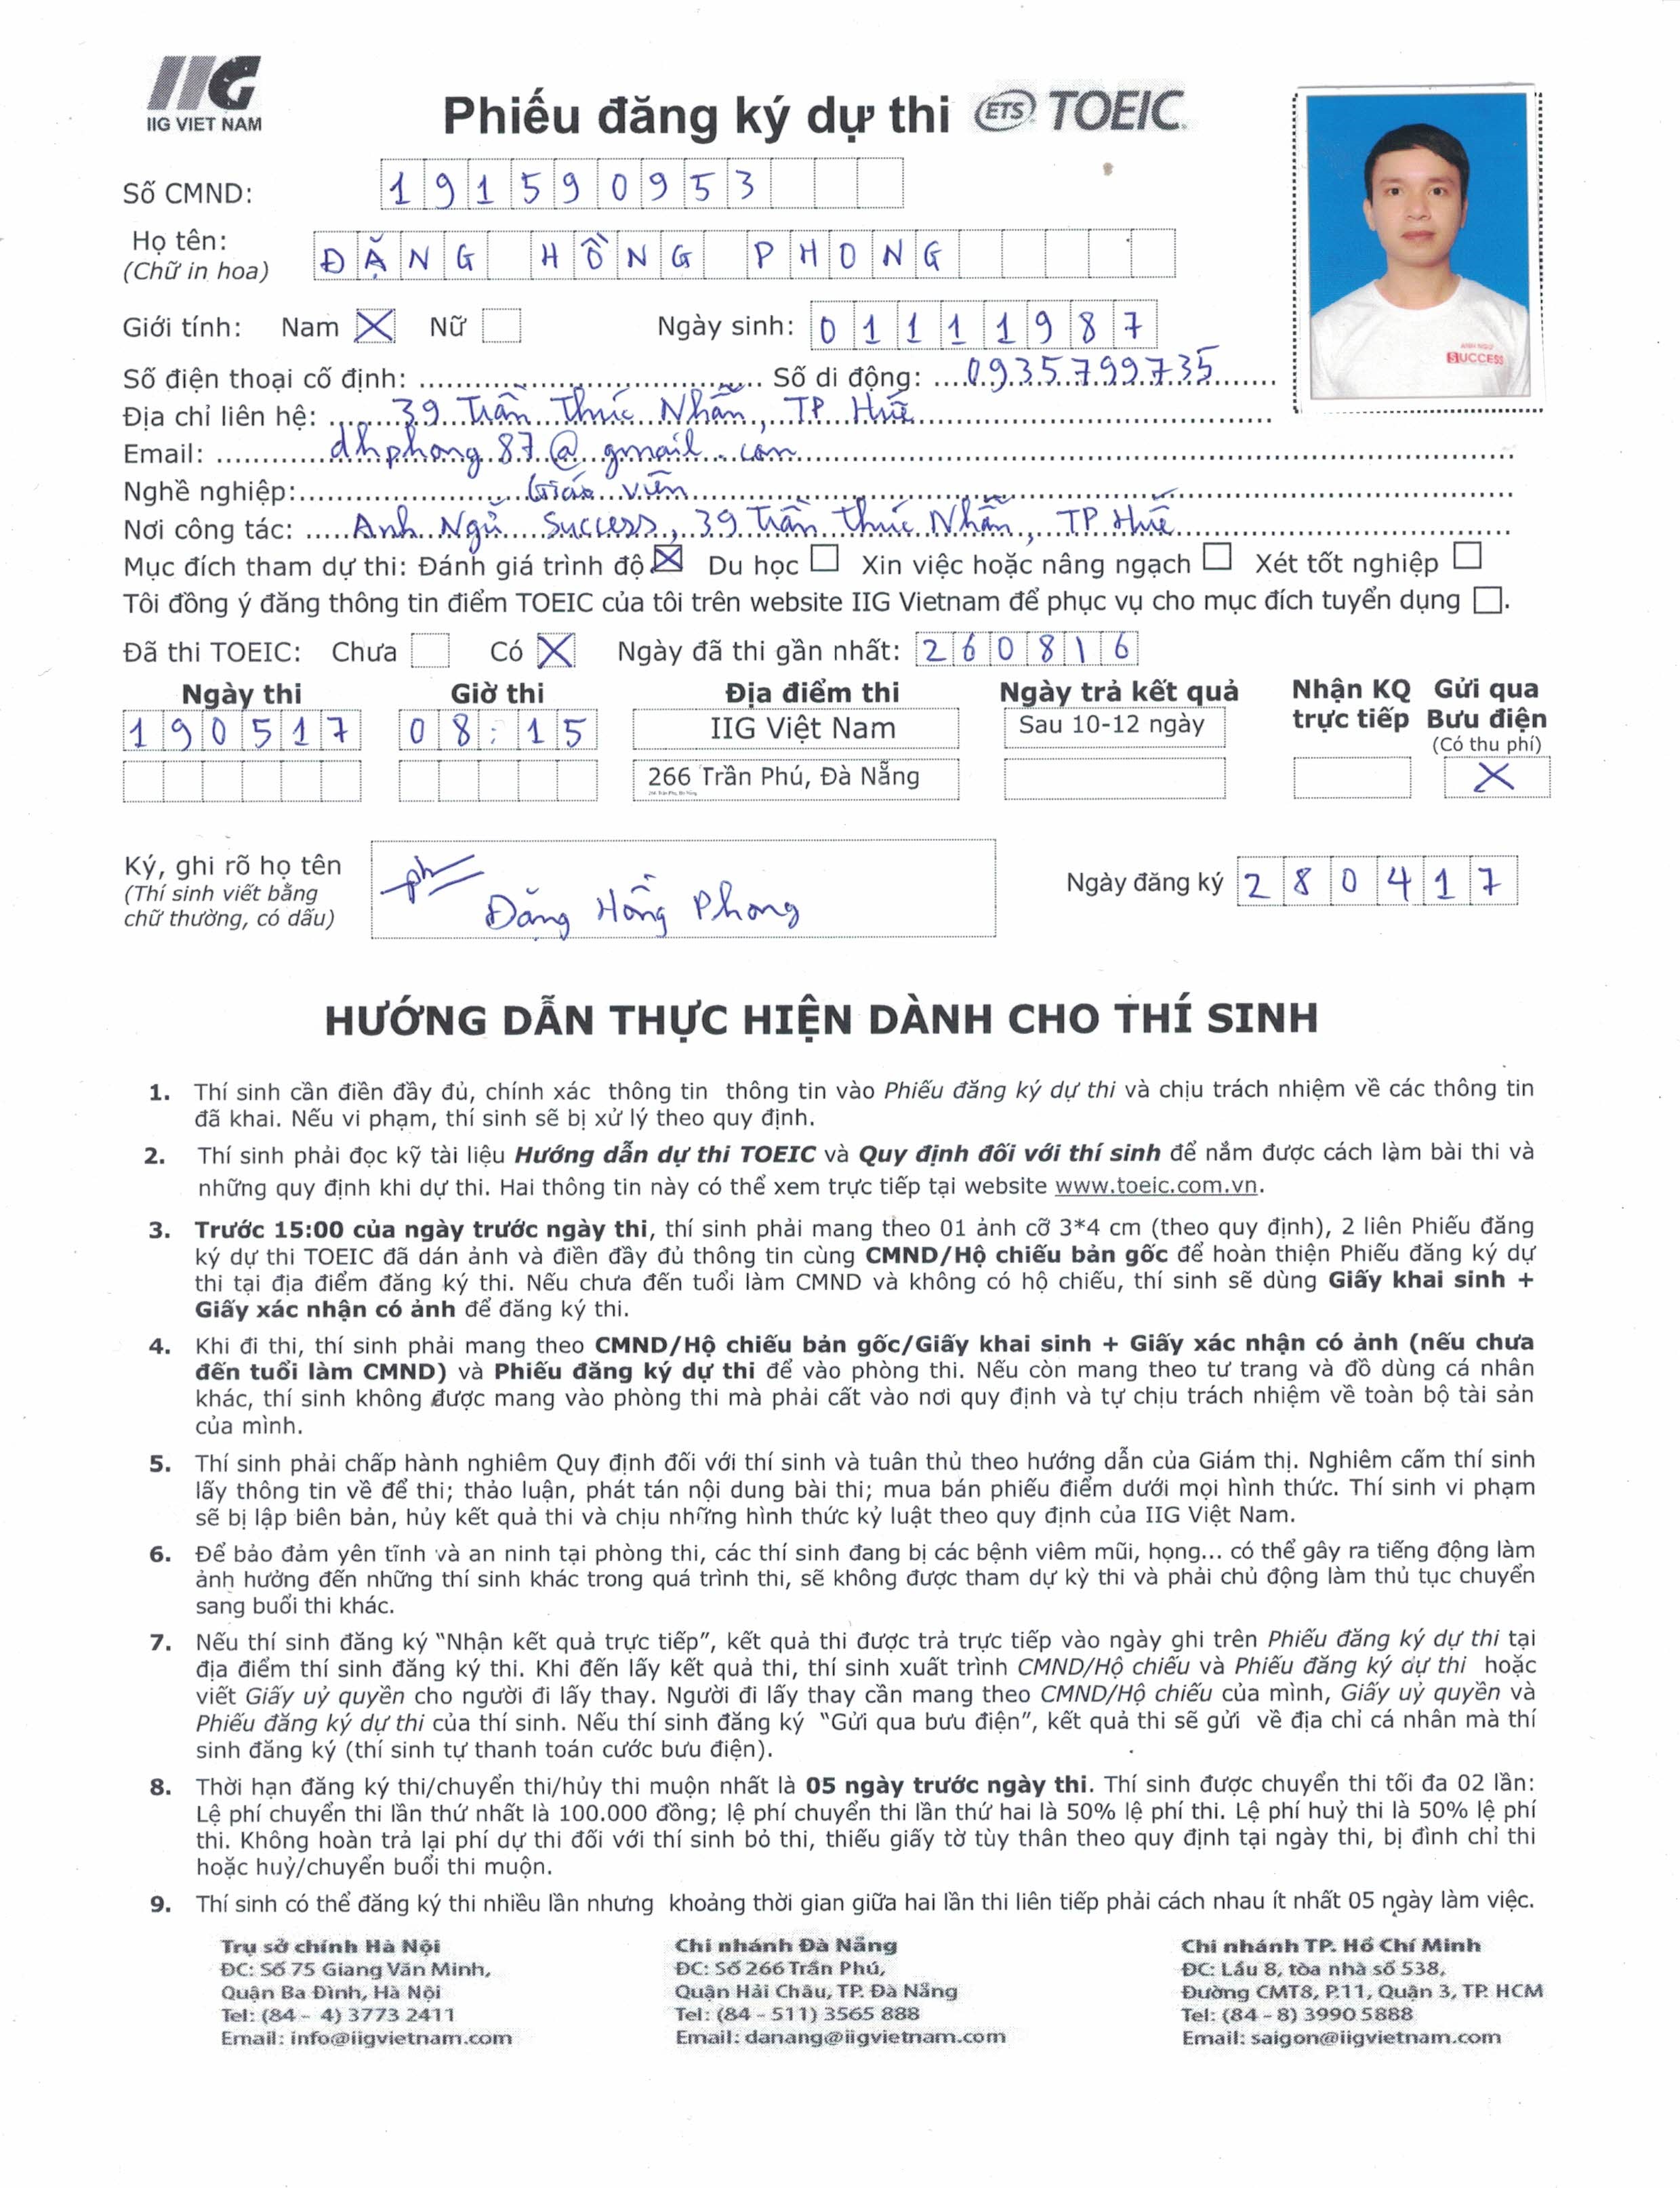 IIG
IIG VIET NAM
Phiếu đăng ký dự thi ETS TOEIC
Số CMND: 191590953
Họ tên: ĐẶNG HỒNG PHONG
(Chữ in hoa)
Giới tính: Nam X Nữ Ngày sinh: 01111987
ANH NGỮ
SUCCESS
Số điện thoại cố định: Số di động: 0935799735
Địa chỉ liên hệ: 39 Trần Thúc Nhẫn, TP Huế
Email: dhphong87@gmail.com
Nghề nghiệp: Giáo viên
Nơi công tác: Anh Ngữ Success, 39 Trần Thúc Nhẫn, TP Huế
Mục đích tham dự thi: Đánh giá trình độ X Du học Xin việc hoặc nâng ngạch Xét tốt nghiệp
Tôi đồng ý đăng thông tin điểm TOEIC của tôi trên website IIG Vietnam để phục vụ cho mục đích tuyển dụng .
Đã thi TOEIC: Chưa Có X Ngày đã thi gần nhất: 260816
Ngày thi Giờ thi Địa điểm thi Ngày trả kết quả Nhận KQ trực tiếp Gửi qua Bưu điện
(Có thu phí)
190517 08:15 IIG Việt Nam Sau 10-12 ngày
266 Trần Phú, Đà Nẵng X
266 Trần Phú, Đà Nẵng
Ký, ghi rõ họ tên
(Thí sinh viết bằng
chữ thường, có dấu)
Đặng Hồng Phong
Ngày đăng ký 280417
HƯỚNG DẪN THỰC HIỆN DÀNH CHO THÍ SINH
1. Thí sinh cần điền đầy đủ, chính xác thông tin thông tin vào Phiếu đăng ký dự thi và chịu trách nhiệm về các thông tin
đã khai. Nếu vi phạm, thí sinh sẽ bị xử lý theo quy định.
2. Thí sinh phải đọc kỹ tài liệu Hướng dẫn dự thi TOEIC và Quy định đối với thí sinh để nắm được cách làm bài thi và
những quy định khi dự thi. Hai thông tin này có thể xem trực tiếp tại website www.toeic.com.vn.
3. Trước 15:00 của ngày trước ngày thi, thí sinh phải mang theo 01 ảnh cỡ 3*4 cm (theo quy định), 2 liên Phiếu đăng
ký dự thi TOEIC đã dán ảnh và điền đầy đủ thông tin cùng CMND/Hộ chiếu bản gốc để hoàn thiện Phiếu đăng ký dự
thi tại địa điểm đăng ký thi. Nếu chưa đến tuổi làm CMND và không có hộ chiếu, thí sinh sẽ dùng Giấy khai sinh +
Giấy xác nhận có ảnh để đăng ký thi.
4. Khi đi thi, thí sinh phải mang theo CMND/Hộ chiếu bản gốc/Giấy khai sinh + Giấy xác nhận có ảnh (nếu chưa
đến tuổi làm CMND) và Phiếu đăng ký dự thi để vào phòng thi. Nếu còn mang theo tư trang và đồ dùng cá nhân
khác, thí sinh không được mang vào phòng thi mà phải cất vào nơi quy định và tự chịu trách nhiệm về toàn bộ tài sản
của mình.
5. Thí sinh phải chấp hành nghiêm Quy định đối với thí sinh và tuân thủ theo hướng dẫn của Giám thị. Nghiêm cấm thí sinh
lấy thông tin về đề thi; thảo luận, phát tán nội dung bài thi; mua bán phiếu điểm dưới mọi hình thức. Thí sinh vi phạm
sẽ bị lập biên bản, hủy kết quả thi và chịu những hình thức kỷ luật theo quy định của IIG Việt Nam.
6. Để bảo đảm yên tĩnh và an ninh tại phòng thi, các thí sinh đang bị các bệnh viêm mũi, họng... có thể gây ra tiếng động làm
ảnh hưởng đến những thí sinh khác trong quá trình thi, sẽ không được tham dự kỳ thi và phải chủ động làm thủ tục chuyển
sang buổi thi khác.
7. Nếu thí sinh đăng ký “Nhận kết quả trực tiếp”, kết quả thi được trả trực tiếp vào ngày ghi trên Phiếu đăng ký dự thi tại
địa điểm thí sinh đăng ký thi. Khi đến lấy kết quả thi, thí sinh xuất trình CMND/Hộ chiếu và Phiếu đăng ký dự thi hoặc
viết Giấy uỷ quyền cho người đi lấy thay. Người đi lấy thay cần mang theo CMND/Hộ chiếu của mình, Giấy uỷ quyền và
Phiếu đăng ký dự thi của thí sinh. Nếu thí sinh đăng ký “Gửi qua bưu điện”, kết quả thi sẽ gửi về địa chỉ cá nhân mà thí
sinh đăng ký (thí sinh tự thanh toán cước bưu điện).
8. Thời hạn đăng ký thi/chuyển thi/hủy thi muộn nhất là 05 ngày trước ngày thi. Thí sinh được chuyển thi tối đa 02 lần:
Lệ phí chuyển thi lần thứ nhất là 100.000 đồng; lệ phí chuyển thi lần thứ hai là 50% lệ phí thi. Lệ phí huỷ thi là 50% lệ phí
thi. Không hoàn trả lại phí dự thi đối với thí sinh bỏ thi, thiếu giấy tờ tùy thân theo quy định tại ngày thi, bị đình chỉ thi
hoặc huỷ/chuyển buổi thi muộn.
9. Thí sinh có thể đăng ký thi nhiều lần nhưng khoảng thời gian giữa hai lần thi liên tiếp phải cách nhau ít nhất 05 ngày làm việc.
Trụ sở chính Hà Nội
ĐC: Số 75 Giang Văn Minh,
Quận Ba Đình, Hà Nội
Tel: (84 - 4) 3773 2411
Email: info@iigvietnam.com
Chi nhánh Đà Nẵng
ĐC: Số 266 Trần Phú,
Quận Hải Châu, TP. Đà Nẵng
Tel: (84 - 511) 3565 888
Email: danang@iigvietnam.com
Chi nhánh TP. Hồ Chí Minh
ĐC: Lầu 8, tòa nhà số 538,
Đường CMT8, P.11, Quận 3, TP. HCM
Tel: (84 - 8) 3990 5888
Email: saigon@iigvietnam.com